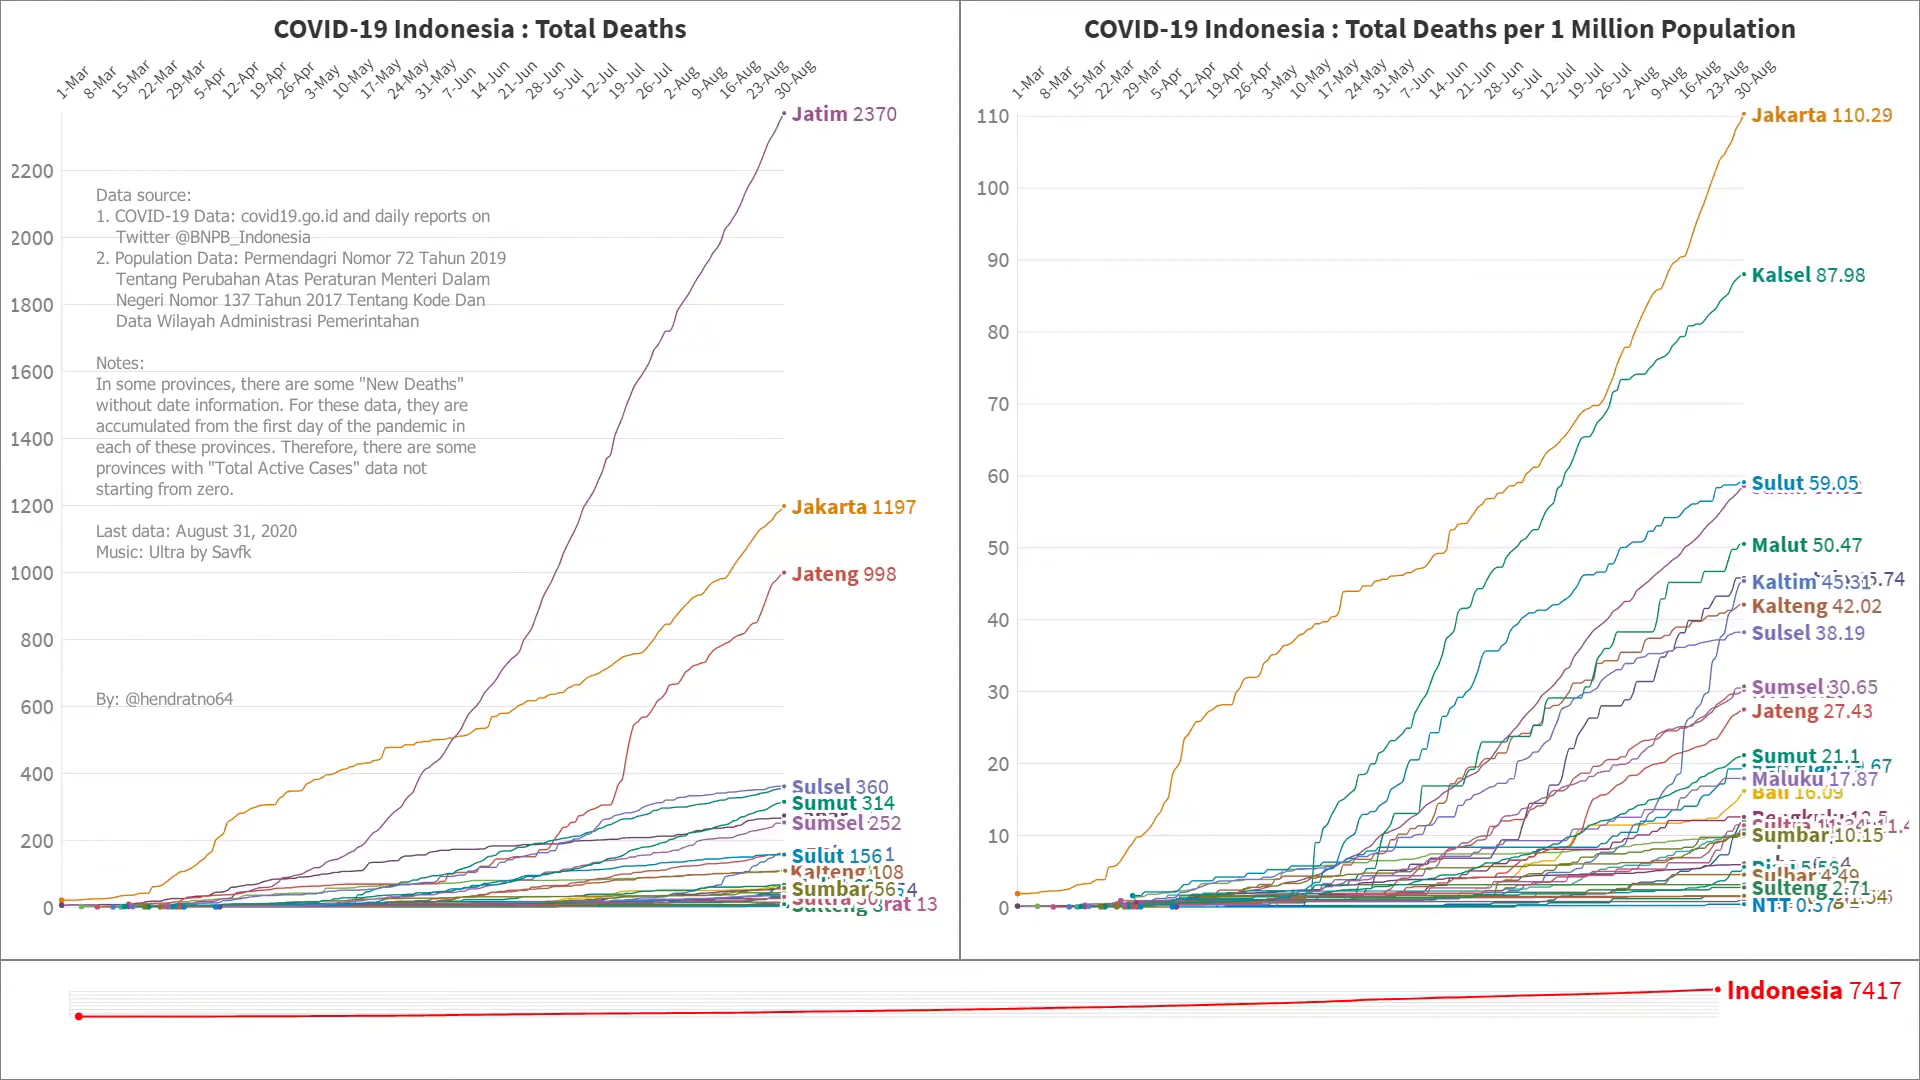 COVID-19 Indonesia : Total Deaths
1-Mar 8-Mar 15-Mar 22-Mar 29-Mar 5-Apr 12-Apr 19-Apr 26-Apr 3-May 10-May 17-May 24-May 31-May 7-Jun 14-Jun 21-Jun 28-Jun 5-Jul 12-Jul 19-Jul 26-Jul 2-Aug 9-Aug 16-Aug 23-Aug 30-Aug
2200
2000
1800
1600
1400
1200
1000
800
600
400
200
0
Data source:
1. COVID-19 Data: covid19.go.id and daily reports on
Twitter @BNPB_Indonesia
2. Population Data: Permendagri Nomor 72 Tahun 2019
Tentang Perubahan Atas Peraturan Menteri Dalam
Negeri Nomor 137 Tahun 2017 Tentang Kode Dan
Data Wilayah Administrasi Pemerintahan
Notes:
In some provinces, there are some "New Deaths"
without date information. For these data, they are
accumulated from the first day of the pandemic in
each of these provinces. Therefore, there are some
provinces with "Total Active Cases" data not
starting from zero.
Last data: August 31, 2020
Music: Ultra by Savfk
By: @hendratno64
Jatim 2370
Jakarta 1197
Jateng 998
Sulsel 360
Sumut 314
Sumsel 252
Sulut 156
Kalteng 108
Sumbar 56
Sultra
Sulteng
COVID-19 Indonesia : Total Deaths per 1 Million Population
1-Mar 8-Mar 15-Mar 22-Mar 29-Mar 5-Apr 12-Apr 19-Apr 26-Apr 3-May 10-May 17-May 24-May 31-May 7-Jun 14-Jun 21-Jun 28-Jun 5-Jul 12-Jul 19-Jul 26-Jul 2-Aug 9-Aug 16-Aug 23-Aug 30-Aug
110
100
90
80
70
60
50
40
30
20
10
0
Jakarta 110.29
Kalsel 87.98
Sulut 59.05
Malut 50.47
Kaltim 45.31
Kalteng 42.02
Sulsel 38.19
Sumsel 30.65
Jateng 27.43
Sumut 21.1
Maluku 17.87
Bali 16.09
Bengkulu
Sumbar 10.15
Sulbar 4.49
Sulteng 2.71
NTT 0.37
Indonesia 7417